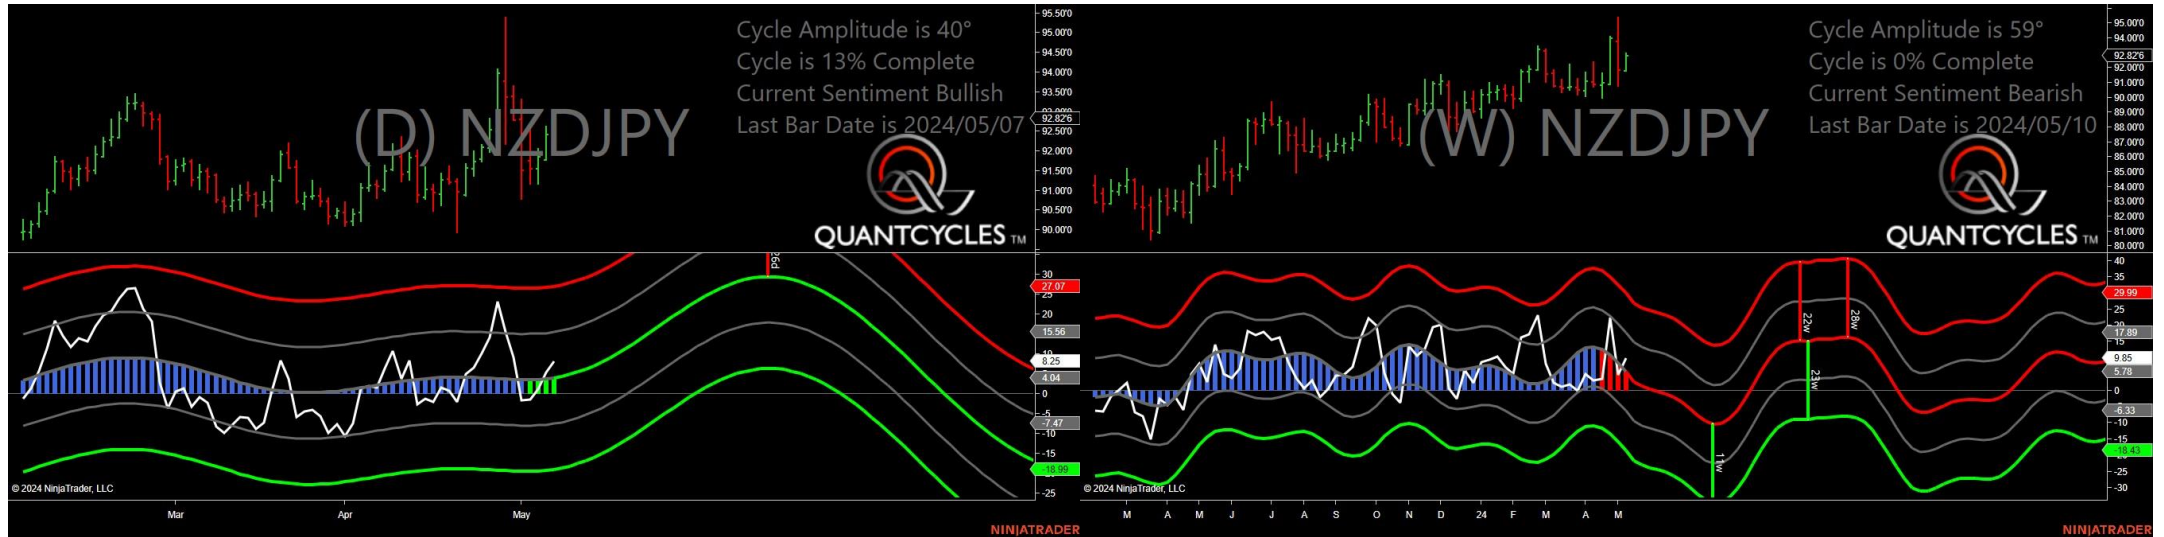 Cycle Amplitude is 40°
Cycle is 13% Complete
Current Sentiment Bullish
Last Bar Date is 2024/05/07
(D) NZDJPY
QUANTCYCLES TM
95.50'0
95.00'0
94.50'0
94.00'0
93.50'0
92.82'6
92.50'0
92.00'0
91.50'0
91.00'0
90.50'0
90.00'0
26d
30
27.07
25
20
15.56
8.25
4.04
0
-5
-7.47
-10
-15
-18.99
-25
© 2024 NinjaTrader, LLC
Mar
Apr
May
NINJATRADER
Cycle Amplitude is 59°
Cycle is 0% Complete
Current Sentiment Bearish
Last Bar Date is 2024/05/10
(W) NZDJPY
QUANTCYCLES TM
95.00'0
94.00'0
92.82'6
92.00'0
91.00'0
90.00'0
89.00'0
88.00'0
87.00'0
86.00'0
85.00'0
84.00'0
83.00'0
82.00'0
81.00'0
80.00'0
22w
28w
23w
11w
40
35
29.99
25
17.89
15
9.85
5.78
0
-6.33
-10
-15
-18.43
-25
-30
© 2024 NinjaTrader, LLC
M
A
M
J
J
A
S
O
N
D
24
F
M
A
M
NINJATRADER